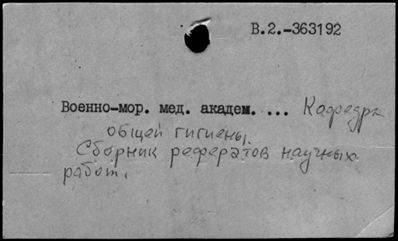 В.2.-363192
Военно-мор. мед. академ. ... Кафедра
общей гигиены.
Сборник рефератов научных
работ.